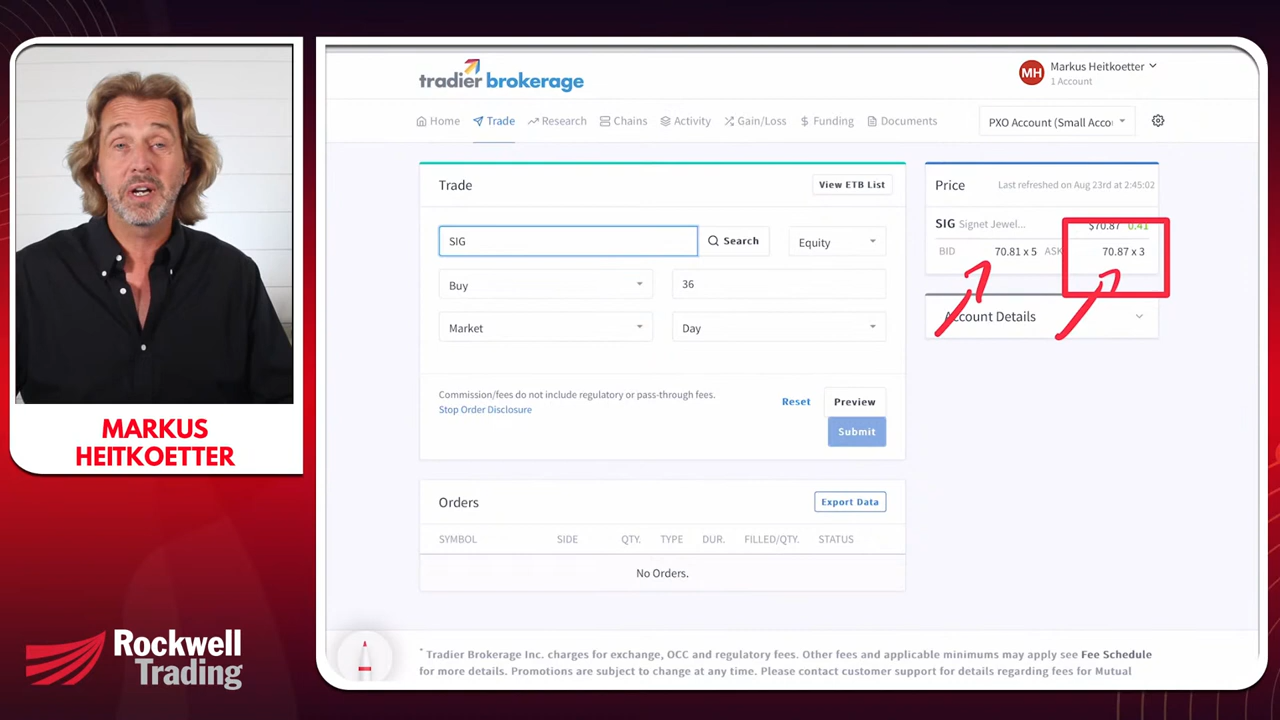 MARKUS
HEITKOETTER
Rockwell
Trading
tradier brokerage
MH
Markus Heitkoetter
1 Account
Home
Trade
Research
Chains
Activity
Gain/Loss
$ Funding
Documents
PXO Account (Small Acco
Trade
View ETB List
SIG
Search
Equity
Buy
36
Market
Day
Commission/fees do not include regulatory or pass-through fees.
Stop Order Disclosure
Reset
Preview
Submit
Price
Last refreshed on Aug 23rd at 2:45:02
SIG Signet Jewel...
$70.87 0.41
BID 70.81 x 5 ASK 70.87 x 3
Account Details
Orders
Export Data
SYMBOL SIDE QTY. TYPE DUR. FILLED/QTY. STATUS
No Orders.
* Tradier Brokerage Inc. charges for exchange, OCC and regulatory fees. Other fees and applicable minimums may apply see Fee Schedule
for more details. Promotions are subject to change at any time. Please contact customer support for details regarding fees for Mutual